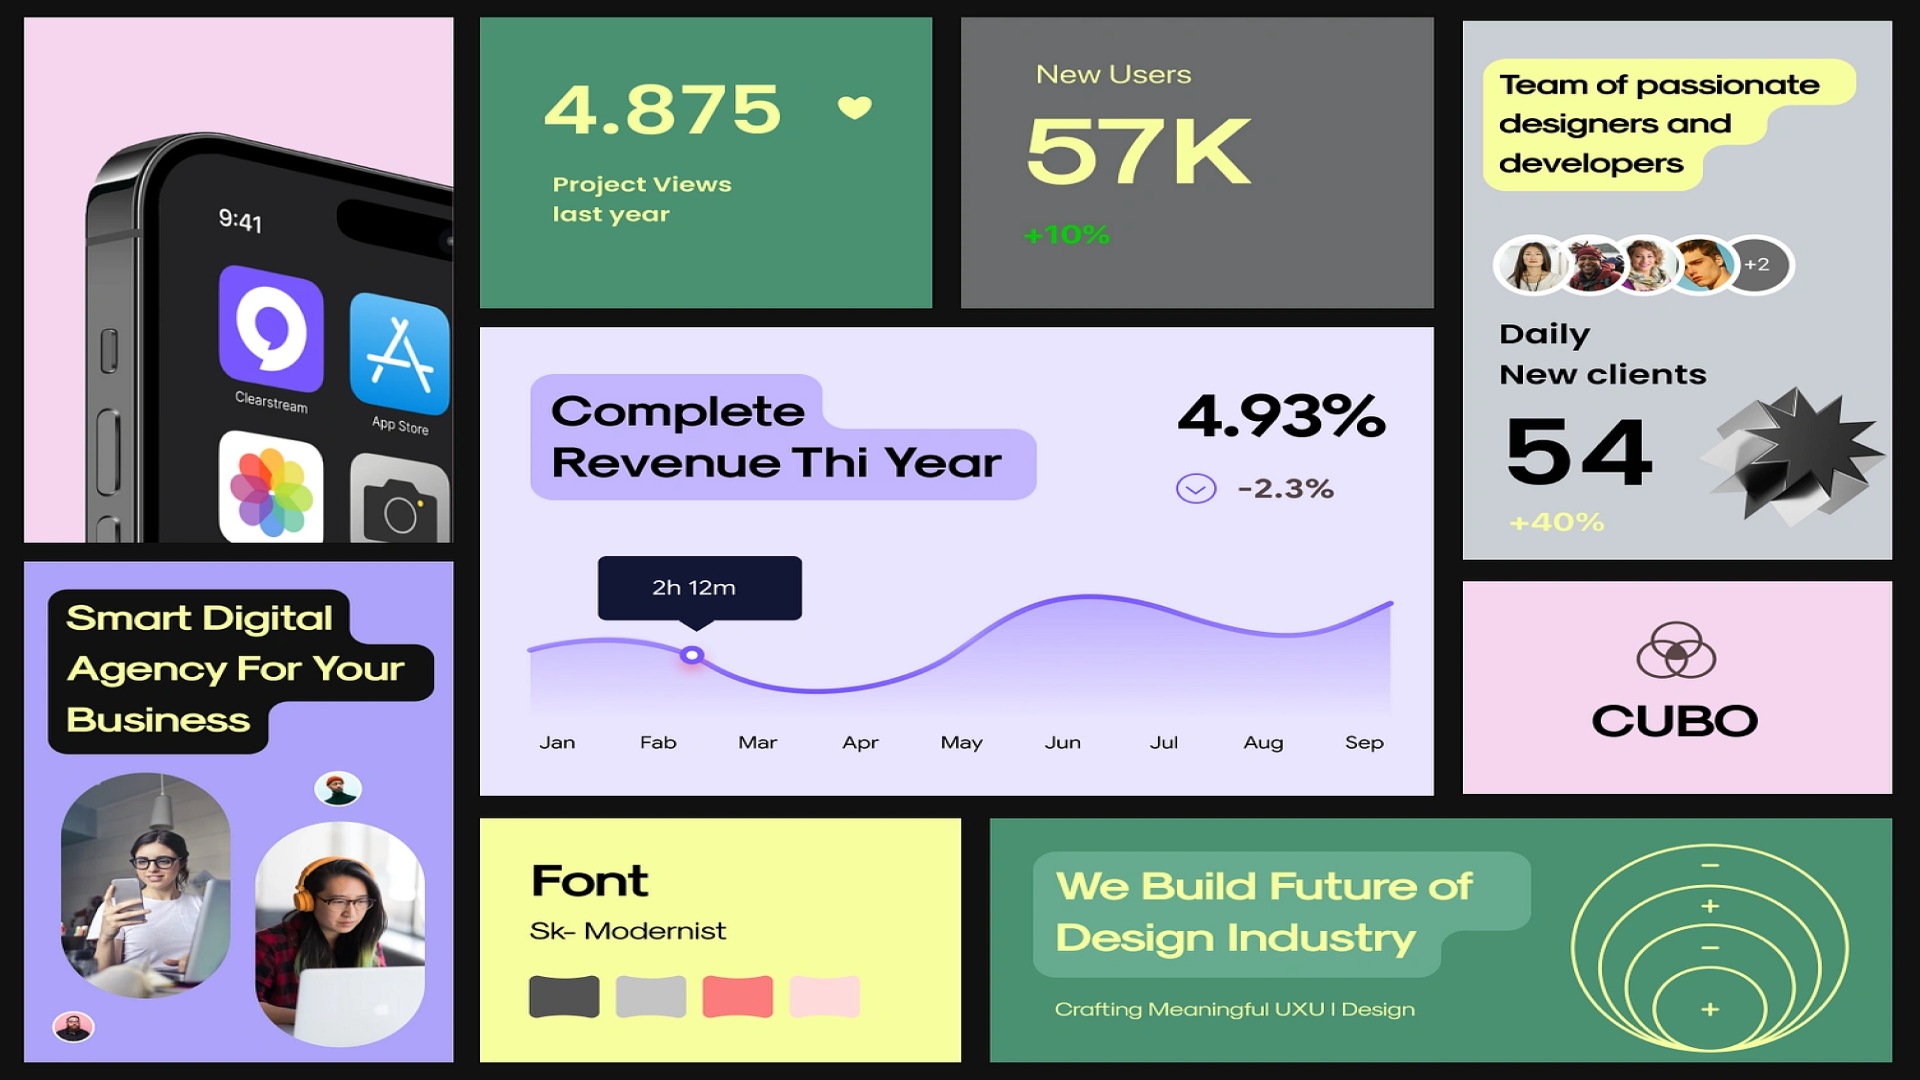 9:41
Clearstream
App Store
4.875
Project Views
last year
New Users
57K
+10%
Team of passionate
designers and
developers
+2
Daily
New clients
54
+40%
Complete
Revenue Thi Year
4.93%
-2.3%
2h 12m
Jan Fab Mar Apr May Jun Jul Aug Sep
Smart Digital
Agency For Your
Business
CUBO
Font
Sk- Modernist
We Build Future of
Design Industry
Crafting Meaningful UXU I Design